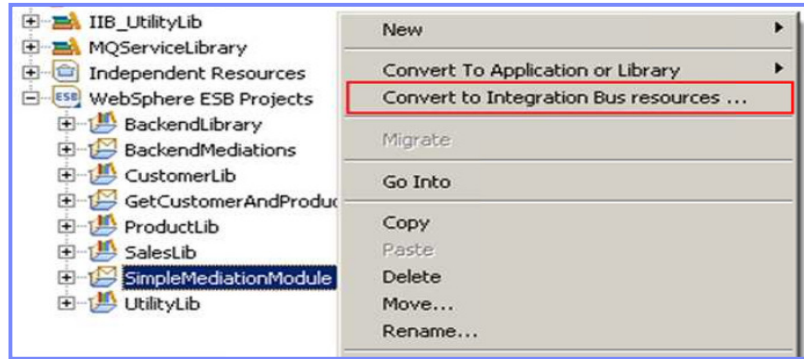 IIB_UtilityLib
MQServiceLibrary
Independent Resources
ESB WebSphere ESB Projects
BackendLibrary
BackendMediations
CustomerLib
GetCustomerAndProduc
ProductLib
SalesLib
SimpleMediationModule
UtilityLib
New
Convert To Application or Library
Convert to Integration Bus resources ...
Migrate
Go Into
Copy
Paste
Delete
Move...
Rename...